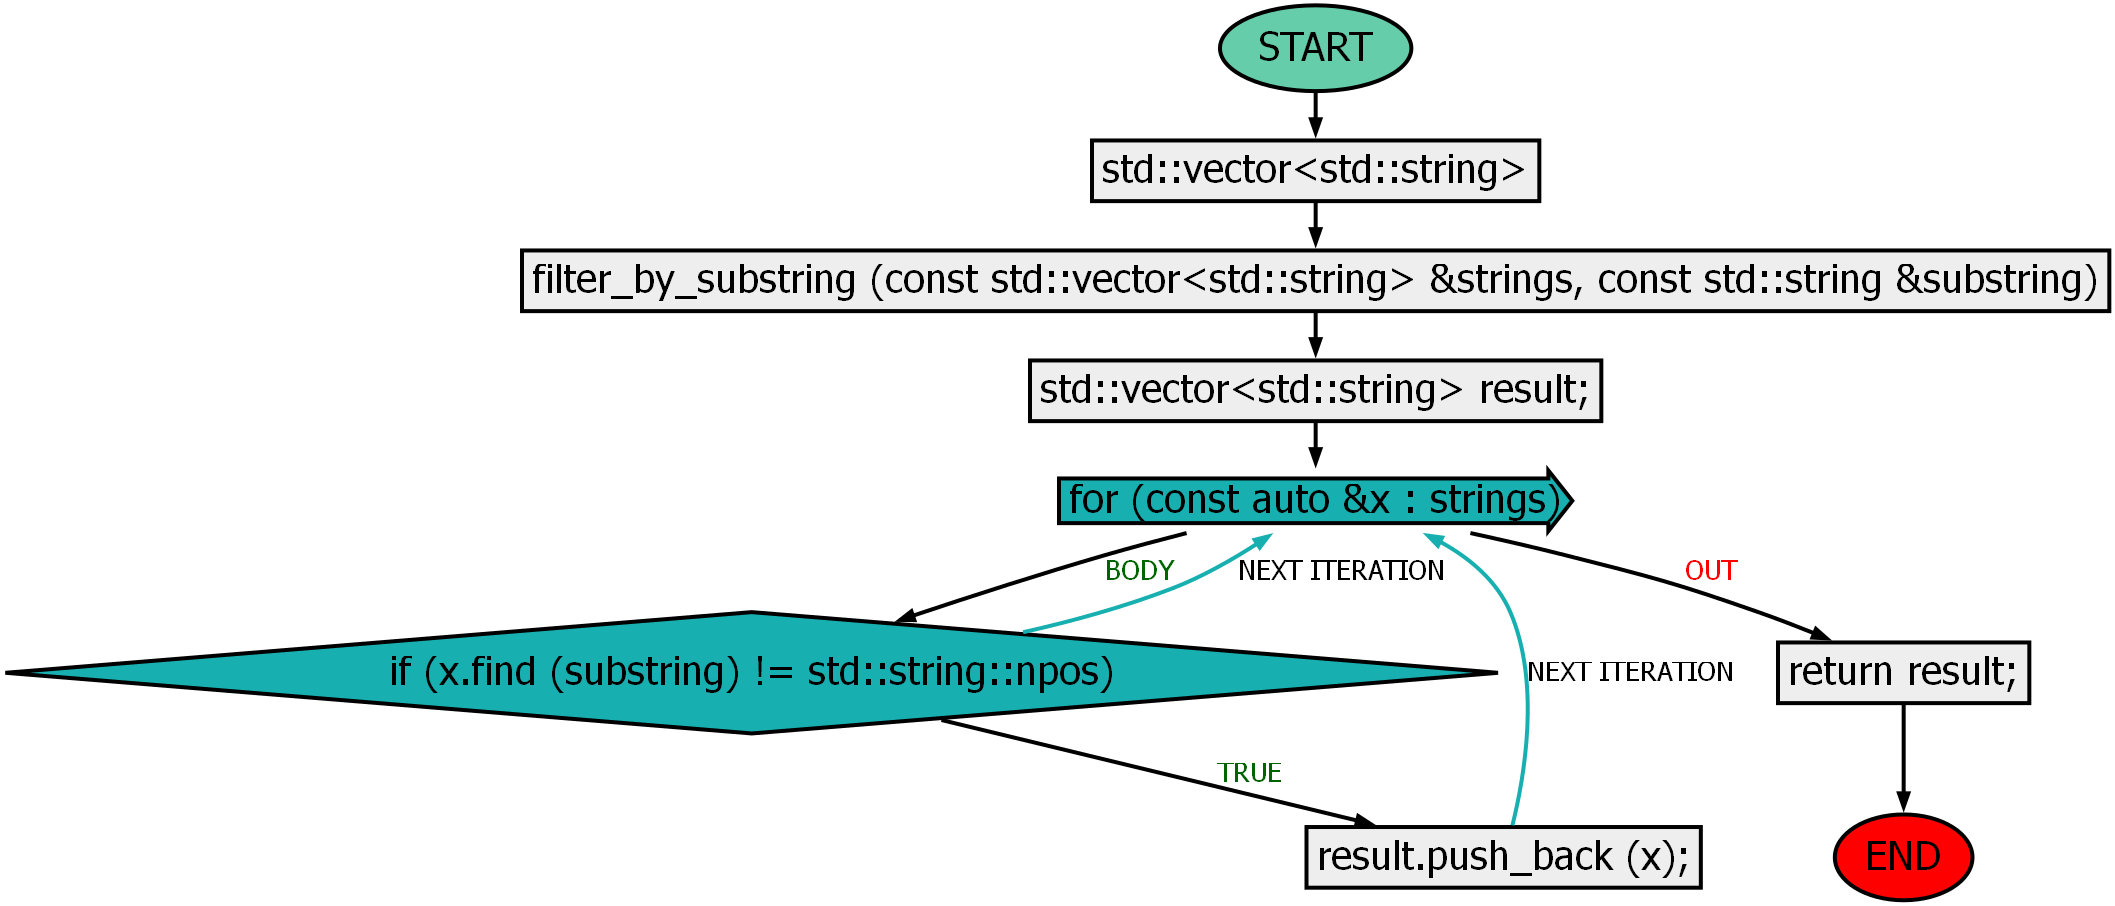 START
std::vector<std::string>
filter_by_substring (const std::vector<std::string> &strings, const std::string &substring)
std::vector<std::string> result;
for (const auto &x : strings)
BODY
NEXT ITERATION
OUT
if (x.find (substring) != std::string::npos)
NEXT ITERATION
return result;
TRUE
result.push_back (x);
END